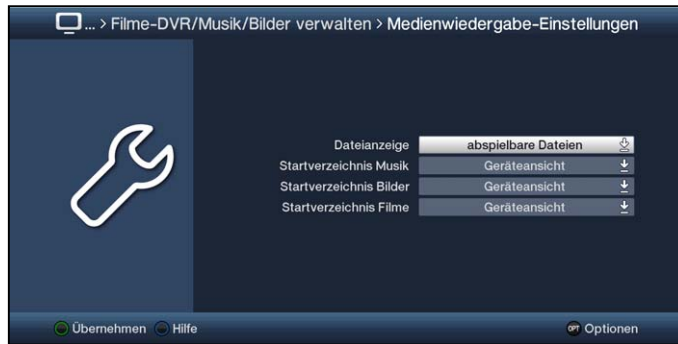 ... > Filme-DVR/Musik/Bilder verwalten > Medienwiedergabe-Einstellungen
Dateianzeige abspielbare Dateien
Startverzeichnis Musik Geräteansicht
Startverzeichnis Bilder Geräteansicht
Startverzeichnis Filme Geräteansicht
Übernehmen Hilfe OPT Optionen